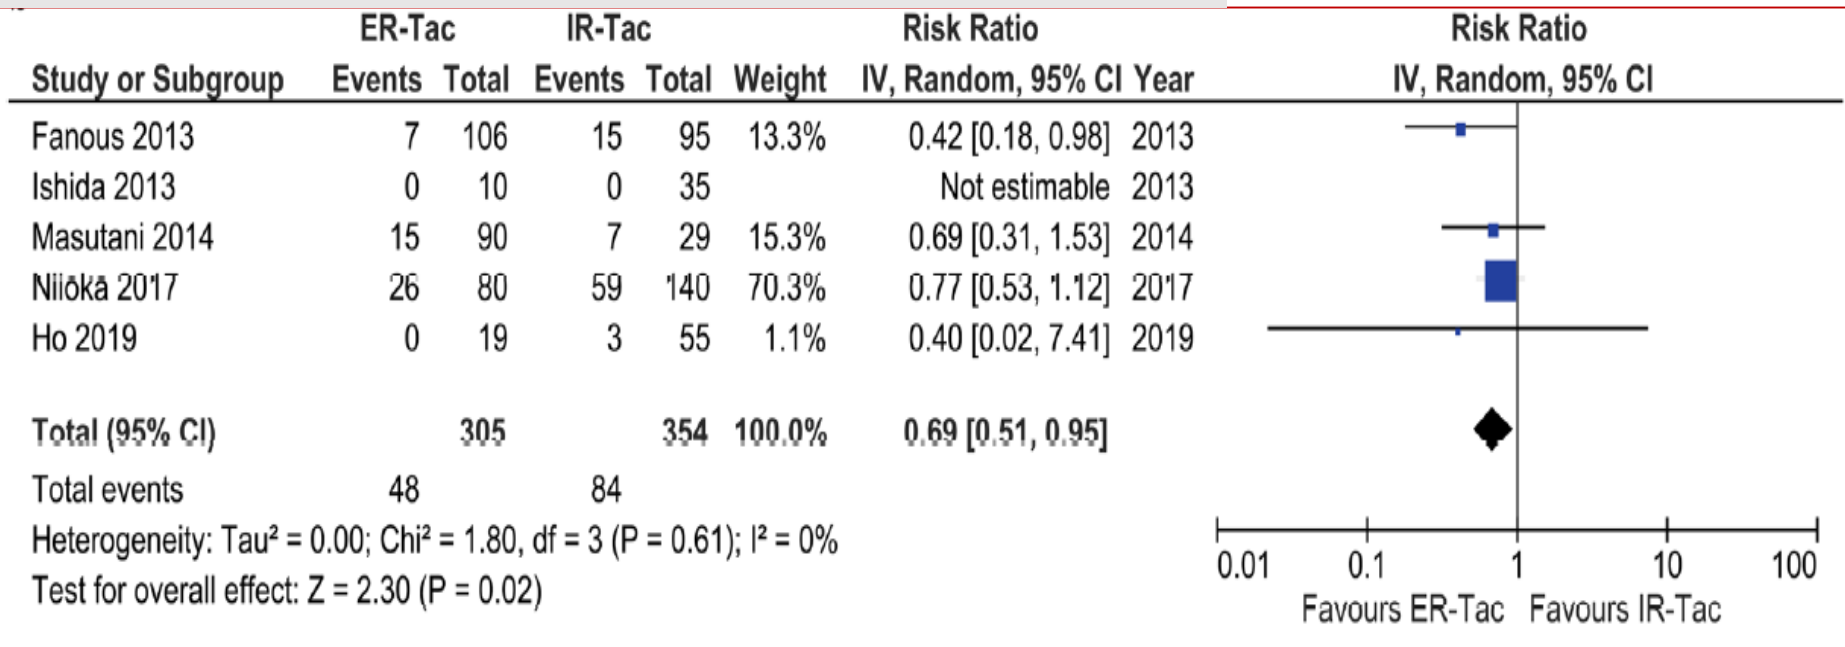 ER-Tac IR-Tac Risk Ratio Risk Ratio
Study or Subgroup Events Total Events Total Weight IV, Random, 95% CI Year IV, Random, 95% CI
Fanous 2013 7 106 15 95 13.3% 0.42 [0.18, 0.98] 2013
Ishida 2013 0 10 0 35 Not estimable 2013
Masutani 2014 15 90 7 29 15.3% 0.69 [0.31, 1.53] 2014
Niioka 2017 26 80 59 140 70.3% 0.77 [0.53, 1.12] 2017
Ho 2019 0 19 3 55 1.1% 0.40 [0.02, 7.41] 2019
Total (95% CI) 305 354 100.0% 0.69 [0.51, 0.95]
Total events 48 84
Heterogeneity: Tau² = 0.00; Chi² = 1.80, df = 3 (P = 0.61); I² = 0%
Test for overall effect: Z = 2.30 (P = 0.02)
0.01 0.1 1 10 100
Favours ER-Tac Favours IR-Tac